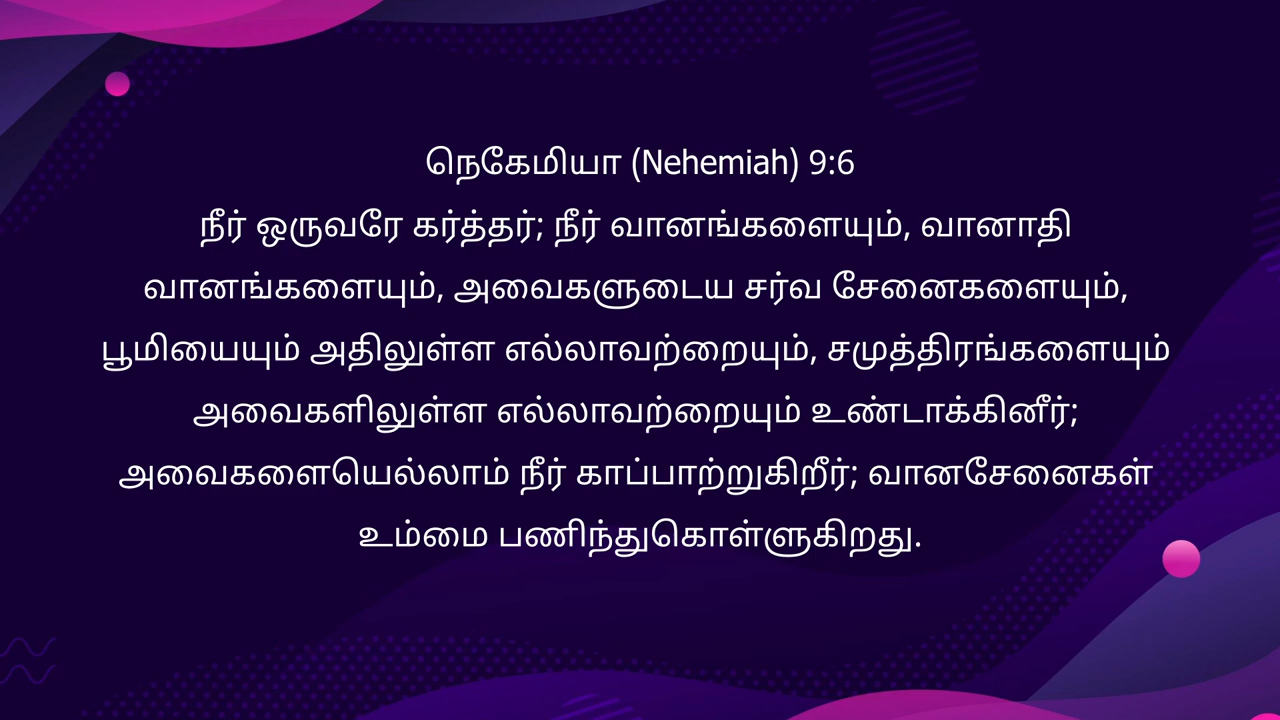 நெகேமியா (Nehemiah) 9:6
நீர் ஒருவரே கர்த்தர்; நீர் வானங்களையும், வானாதி
வானங்களையும், அவைகளுடைய சர்வ சேனைகளையும்,
பூமியையும் அதிலுள்ள எல்லாவற்றையும், சமுத்திரங்களையும்
அவைகளிலுள்ள எல்லாவற்றையும் உண்டாக்கினீர்;
அவைகளையெல்லாம் நீர் காப்பாற்றுகிறீர்; வானசேனைகள்
உம்மை பணிந்துகொள்ளுகிறது.